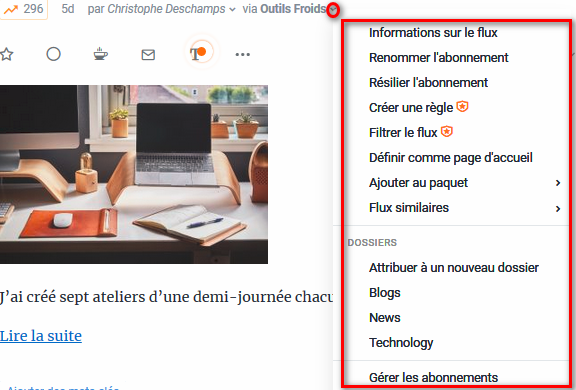 296 5d par Christophe Deschamps via Outils Froids
T
J'ai créé sept ateliers d'une demi-journée chacu
Lire la suite
Ajouter des mots-clés
Informations sur le flux
Renommer l'abonnement
Résilier l'abonnement
Créer une règle
Filtrer le flux
Définir comme page d'accueil
Ajouter au paquet
Flux similaires
DOSSIERS
Attribuer à un nouveau dossier
Blogs
News
Technology
Gérer les abonnements